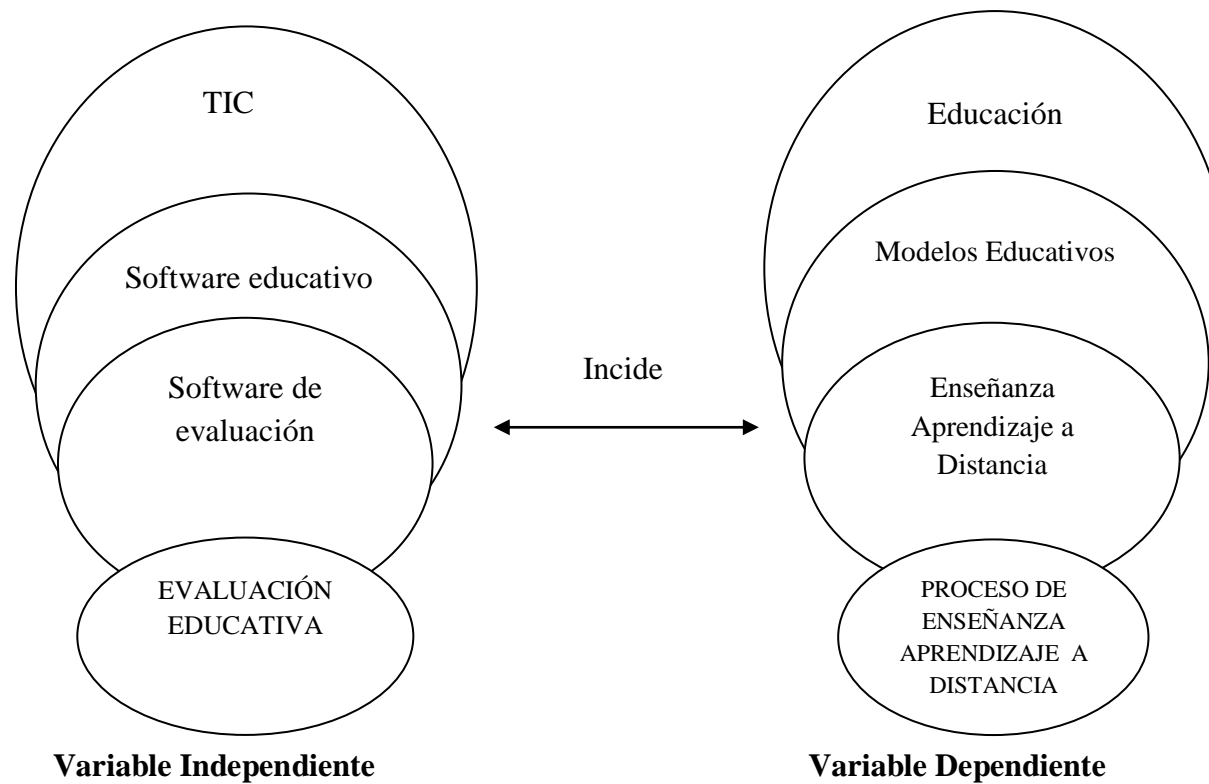 TIC
Software educativo
Software de
evaluación
EVALUACIÓN
EDUCATIVA
Variable Independiente
Incide
Educación
Modelos Educativos
Enseñanza
Aprendizaje a
Distancia
PROCESO DE
ENSEÑANZA
APRENDIZAJE A
DISTANCIA
Variable Dependiente